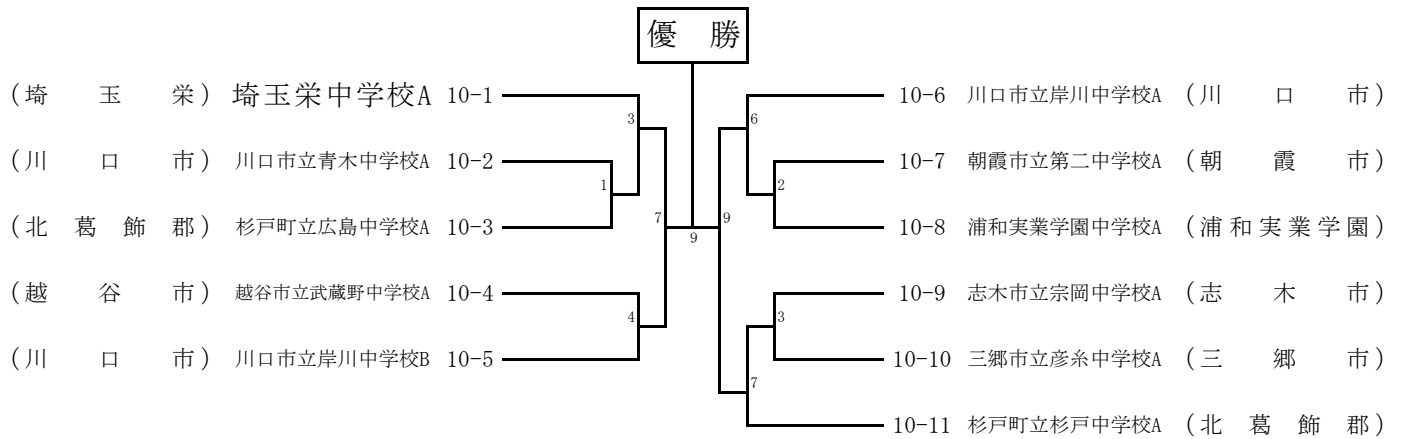 優 勝
(埼 玉 栄) 埼玉栄中学校A 10-1
(川 口 市) 川口市立青木中学校A 10-2
(北 葛 飾 郡) 杉戸町立広島中学校A 10-3
(越 谷 市) 越谷市立武蔵野中学校A 10-4
(川 口 市) 川口市立岸川中学校B 10-5
3
1
7
4
9
10-6 川口市立岸川中学校A (川 口 市)
10-7 朝霞市立第二中学校A (朝 霞 市)
10-8 浦和実業学園中学校A (浦和実業学園)
10-9 志木市立宗岡中学校A (志 木 市)
10-10 三郷市立彦糸中学校A (三 郷 市)
10-11 杉戸町立杉戸中学校A (北 葛 飾 郡)
6
2
9
3
7